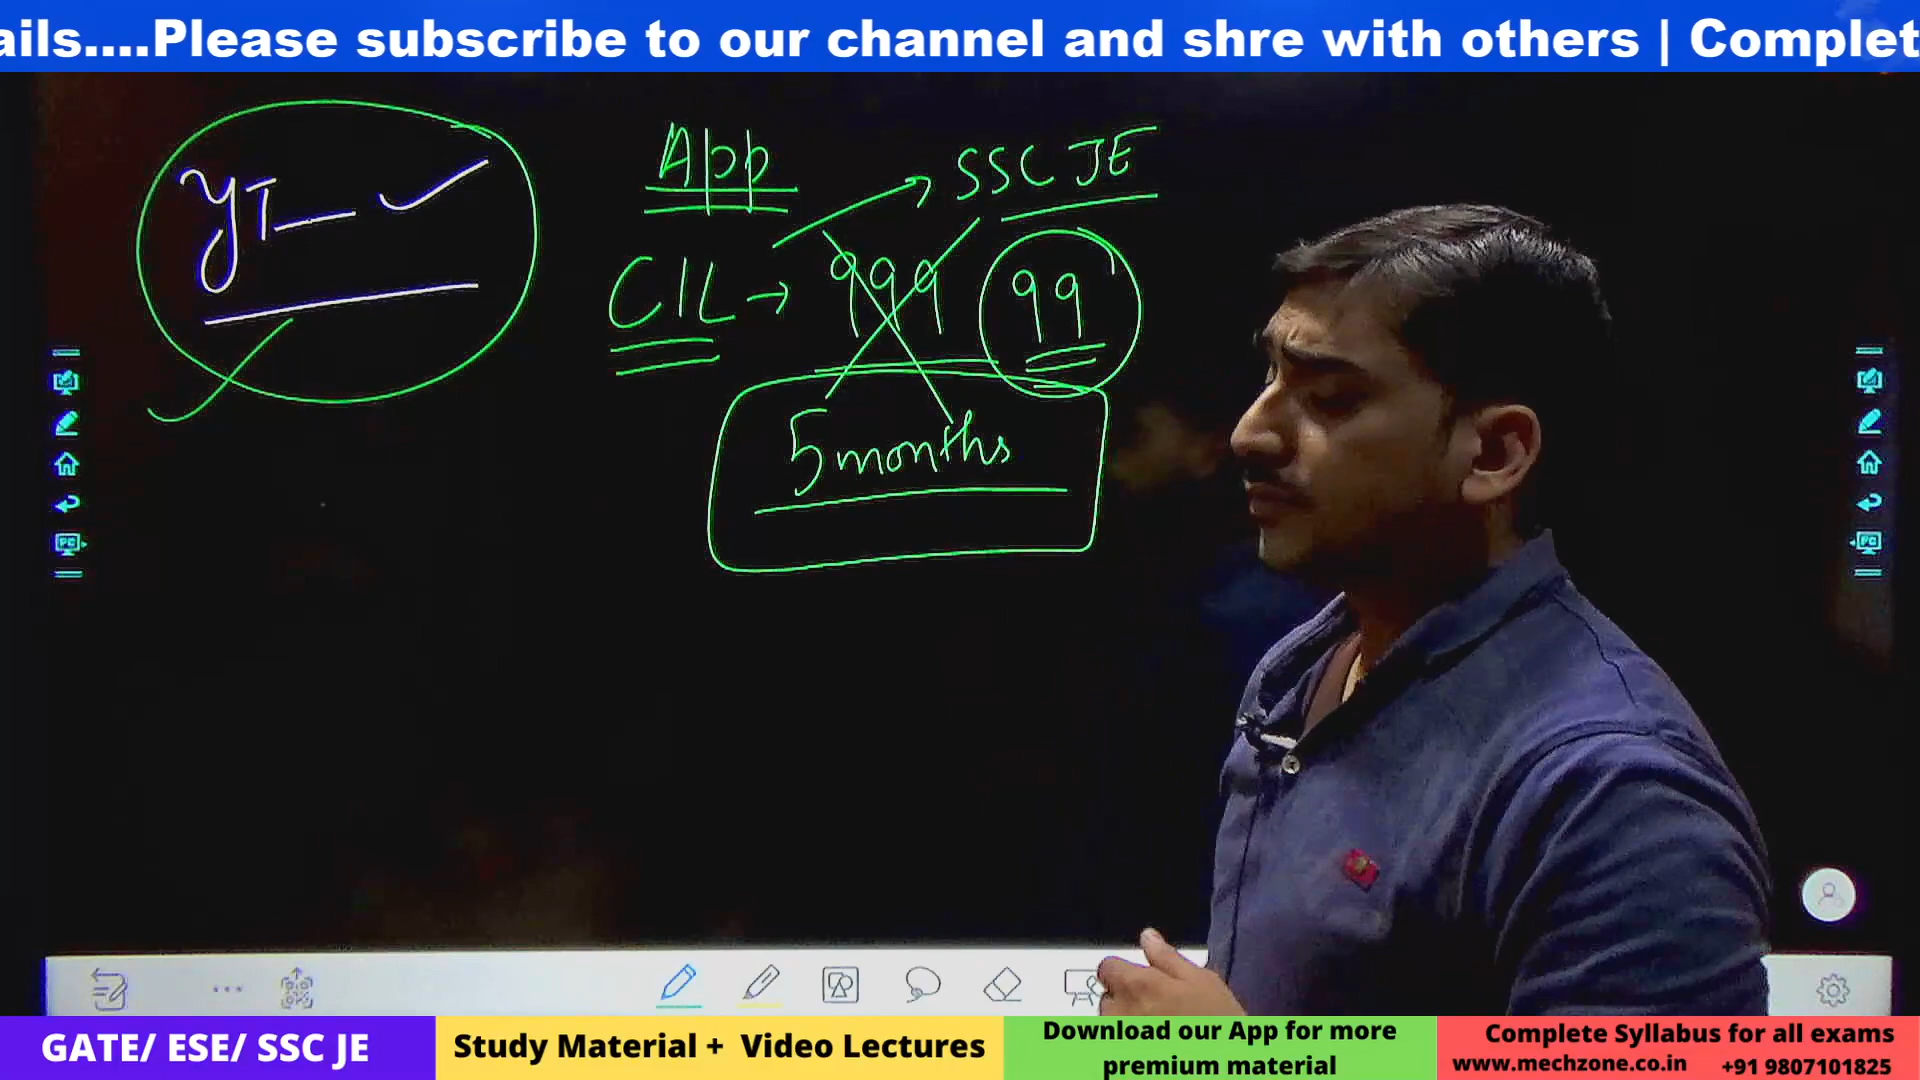 ails....Please subscribe to our channel and shre with others | Complet
YT
App
SSC JE
CIL → 999
99
5 months
PC
PC
GATE/ ESE/ SSC JE
Study Material + Video Lectures
Download our App for more
premium material
Complete Syllabus for all exams
www.mechzone.co.in +91 9807101825